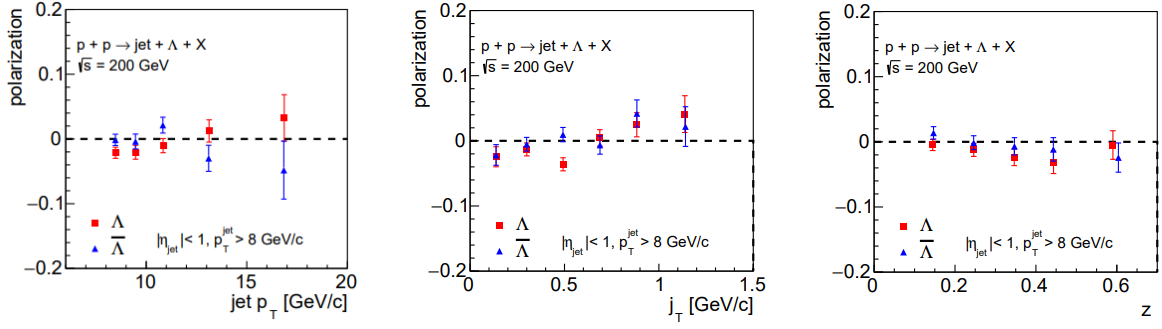 polarization
0.2
0.1
0
−0.1
−0.2
p + p → jet + Λ + X
√s = 200 GeV
Λ
Λ̅
|η_jet| < 1, p_T^jet > 8 GeV/c
10
15
20
jet p_T [GeV/c]
polarization
0.2
0.1
0
−0.1
−0.2
p + p → jet + Λ + X
√s = 200 GeV
Λ
Λ̅
|η_jet| < 1, p_T^jet > 8 GeV/c
0
0.5
1
1.5
j_T [GeV/c]
polarization
0.2
0.1
0
−0.1
−0.2
p + p → jet + Λ + X
√s = 200 GeV
Λ
Λ̅
|η_jet| < 1, p_T^jet > 8 GeV/c
0
0.2
0.4
0.6
z